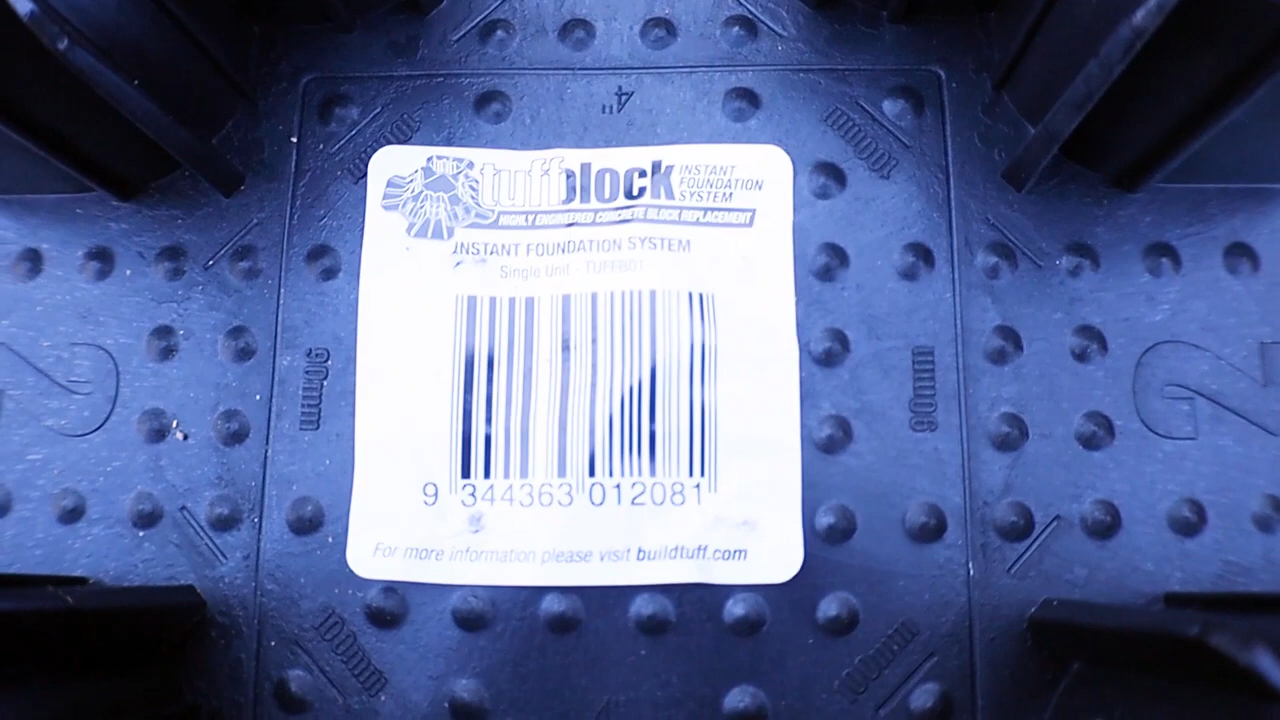 4"
100mm
100mm
tuffblock INSTANT FOUNDATION SYSTEM
HIGHLY ENGINEERED CONCRETE BLOCK REPLACEMENT
INSTANT FOUNDATION SYSTEM
Single Unit - TUFFB01
2
90mm
90mm
2
9 344363 012081
For more information please visit buildtuff.com
100mm
100mm